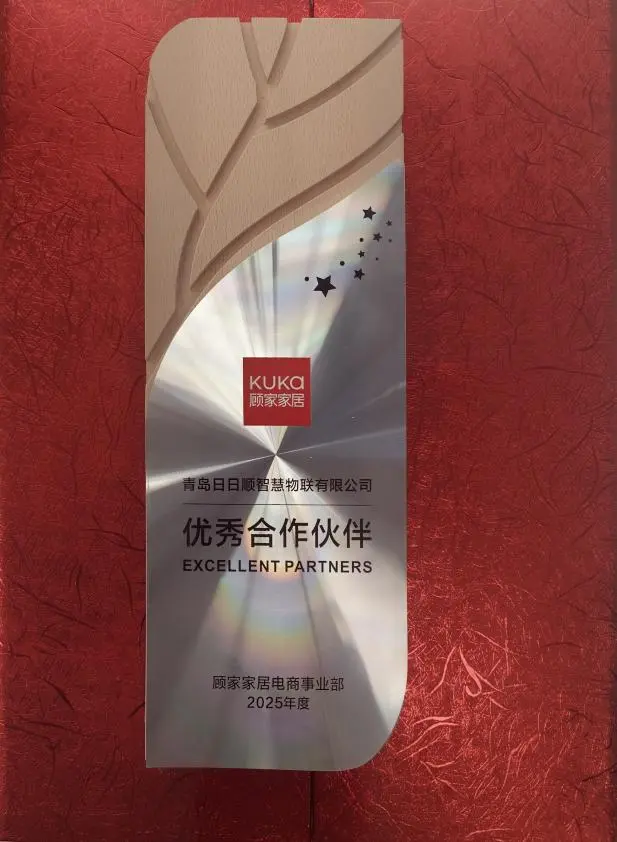 KUKa
顾家家居
青岛日日顺智慧物联有限公司
优秀合作伙伴
EXCELLENT PARTNERS
顾家家居电商事业部
2025年度